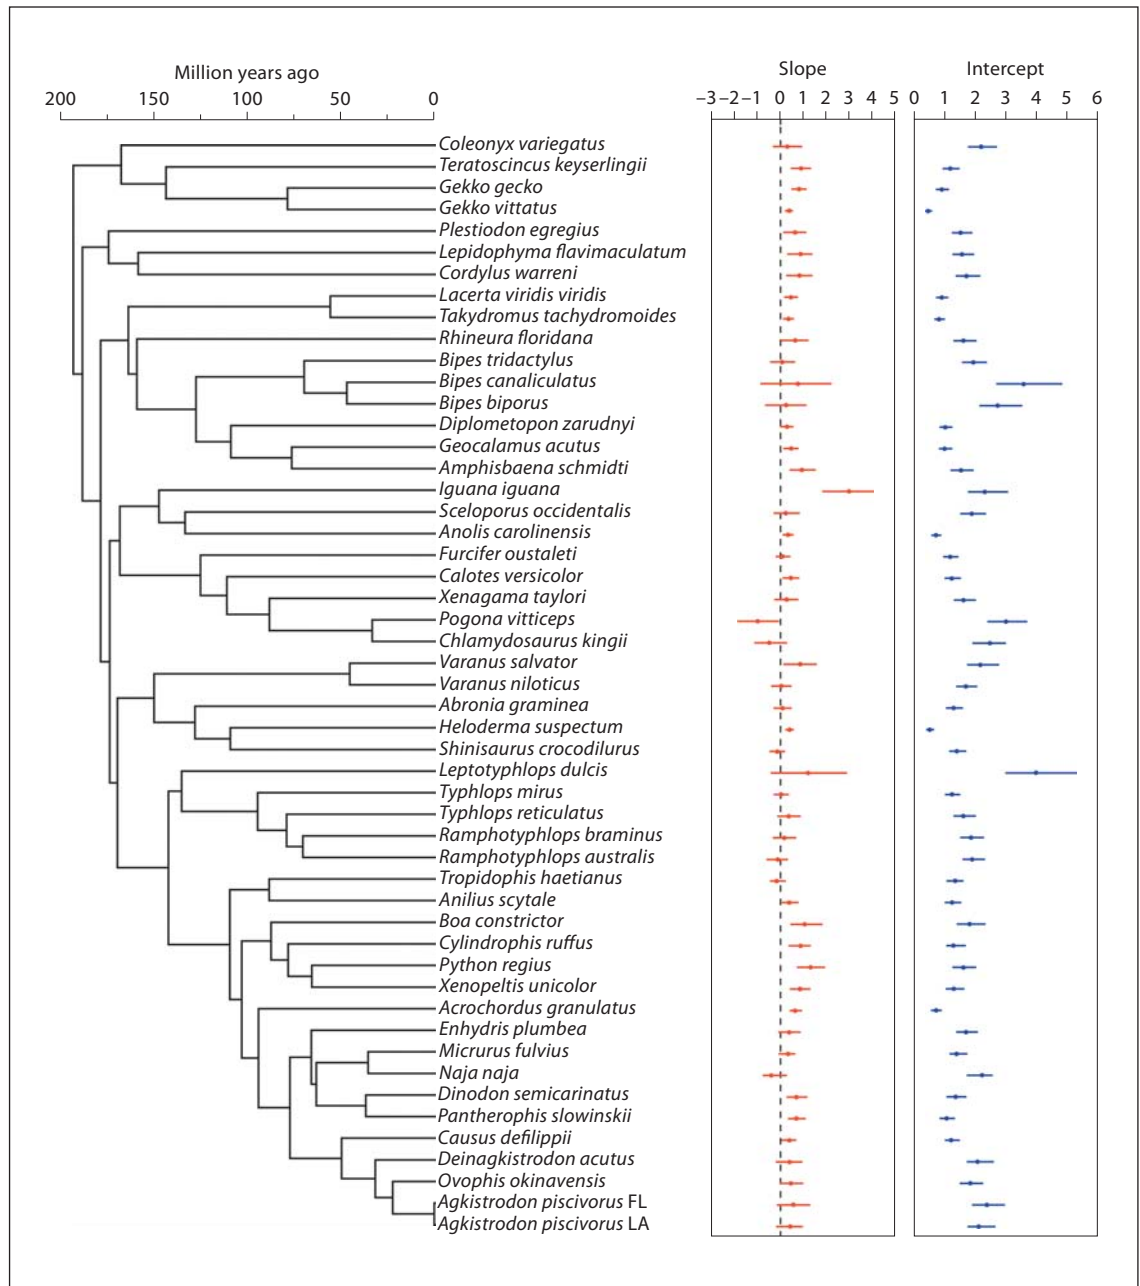 Million years ago Slope Intercept
200 150 100 50 0 −3 −2 −1 0 1 2 3 4 5 0 1 2 3 4 5 6
Coleonyx variegatus
Teratoscincus keyserlingii
Gekko gecko
Gekko vittatus
Plestiodon egregius
Lepidophyma flavimaculatum
Cordylus warreni
Lacerta viridis viridis
Takydromus tachydromoides
Rhineura floridana
Bipes tridactylus
Bipes canaliculatus
Bipes biporus
Diplometopon zarudnyi
Geocalamus acutus
Amphisbaena schmidti
Iguana iguana
Sceloporus occidentalis
Anolis carolinensis
Furcifer oustaleti
Calotes versicolor
Xenagama taylori
Pogona vitticeps
Chlamydosaurus kingii
Varanus salvator
Varanus niloticus
Abronia graminea
Heloderma suspectum
Shinisaurus crocodilurus
Leptotyphlops dulcis
Typhlops mirus
Typhlops reticulatus
Ramphotyphlops braminus
Ramphotyphlops australis
Tropidophis haetianus
Anilius scytale
Boa constrictor
Cylindrophis ruffus
Python regius
Xenopeltis unicolor
Acrochordus granulatus
Enhydris plumbea
Micrurus fulvius
Naja naja
Dinodon semicarinatus
Pantherophis slowinskii
Causus defilippii
Deinagkistrodon acutus
Ovophis okinavensis
Agkistrodon piscivorus FL
Agkistrodon piscivorus LA